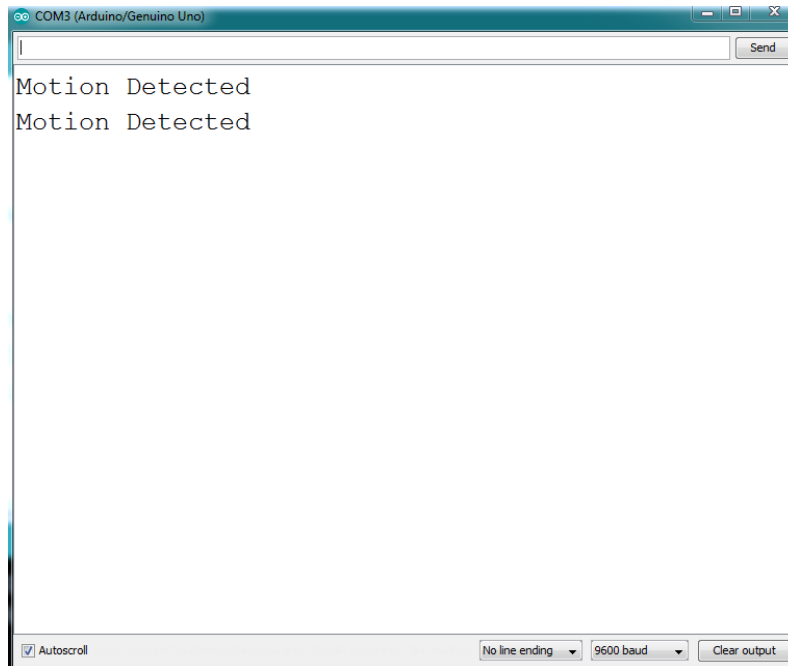 COM3 (Arduino/Genuino Uno)
Send
Motion Detected
Motion Detected
Autoscroll
No line ending
9600 baud
Clear output